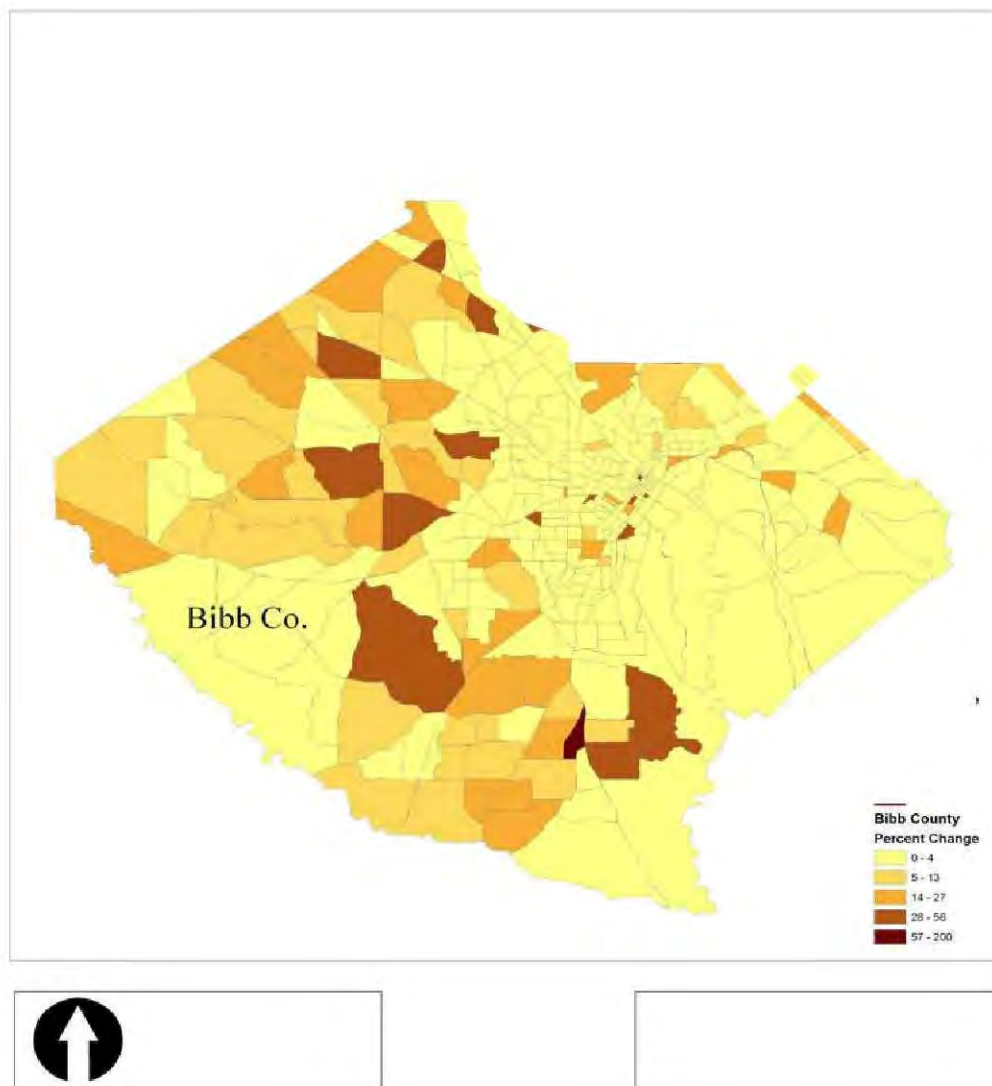 Bibb Co.
Bibb County
Percent Change
0 - 4
5 - 13
14 - 27
28 - 56
57 - 200